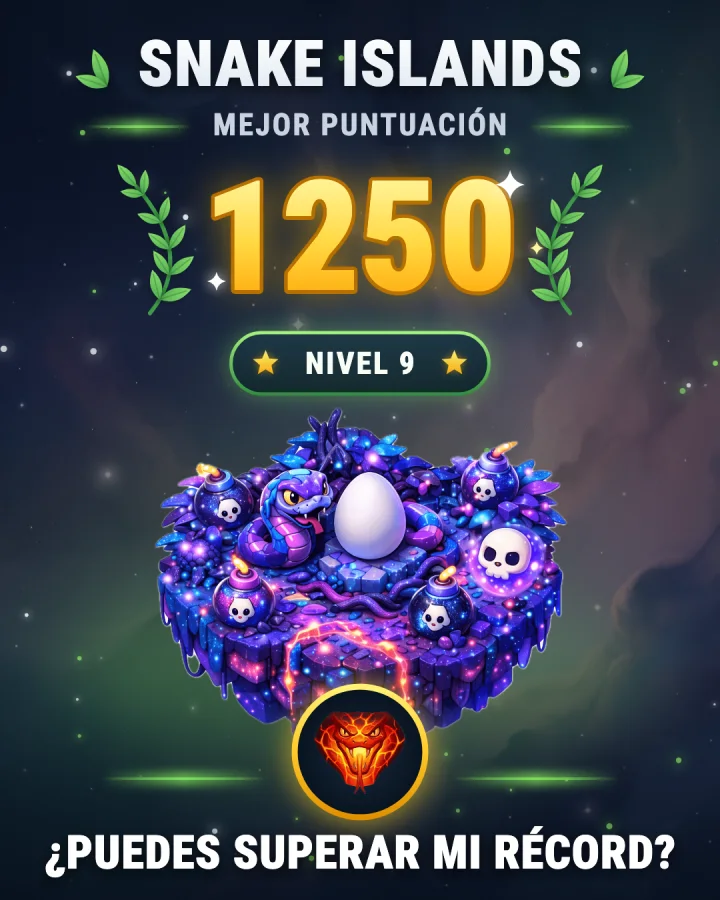 SNAKE ISLANDS
MEJOR PUNTUACIÓN
1250
NIVEL 9
¿PUEDES SUPERAR MI RÉCORD?